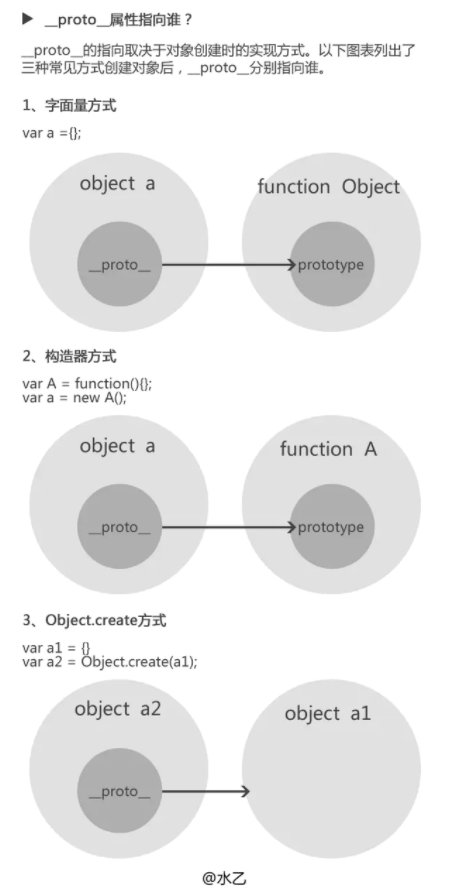 ▶ __proto__属性指向谁？
__proto__的指向取决于对象创建时的实现方式。以下图表列出了
三种常见方式创建对象后，__proto__分别指向谁。
1、字面量方式
var a ={};
object a
function Object
__proto__
prototype
2、构造器方式
var A = function(){};
var a = new A();
object a
function A
__proto__
prototype
3、Object.create方式
var a1 = {}
var a2 = Object.create(a1);
object a2
object a1
__proto__
@水乙